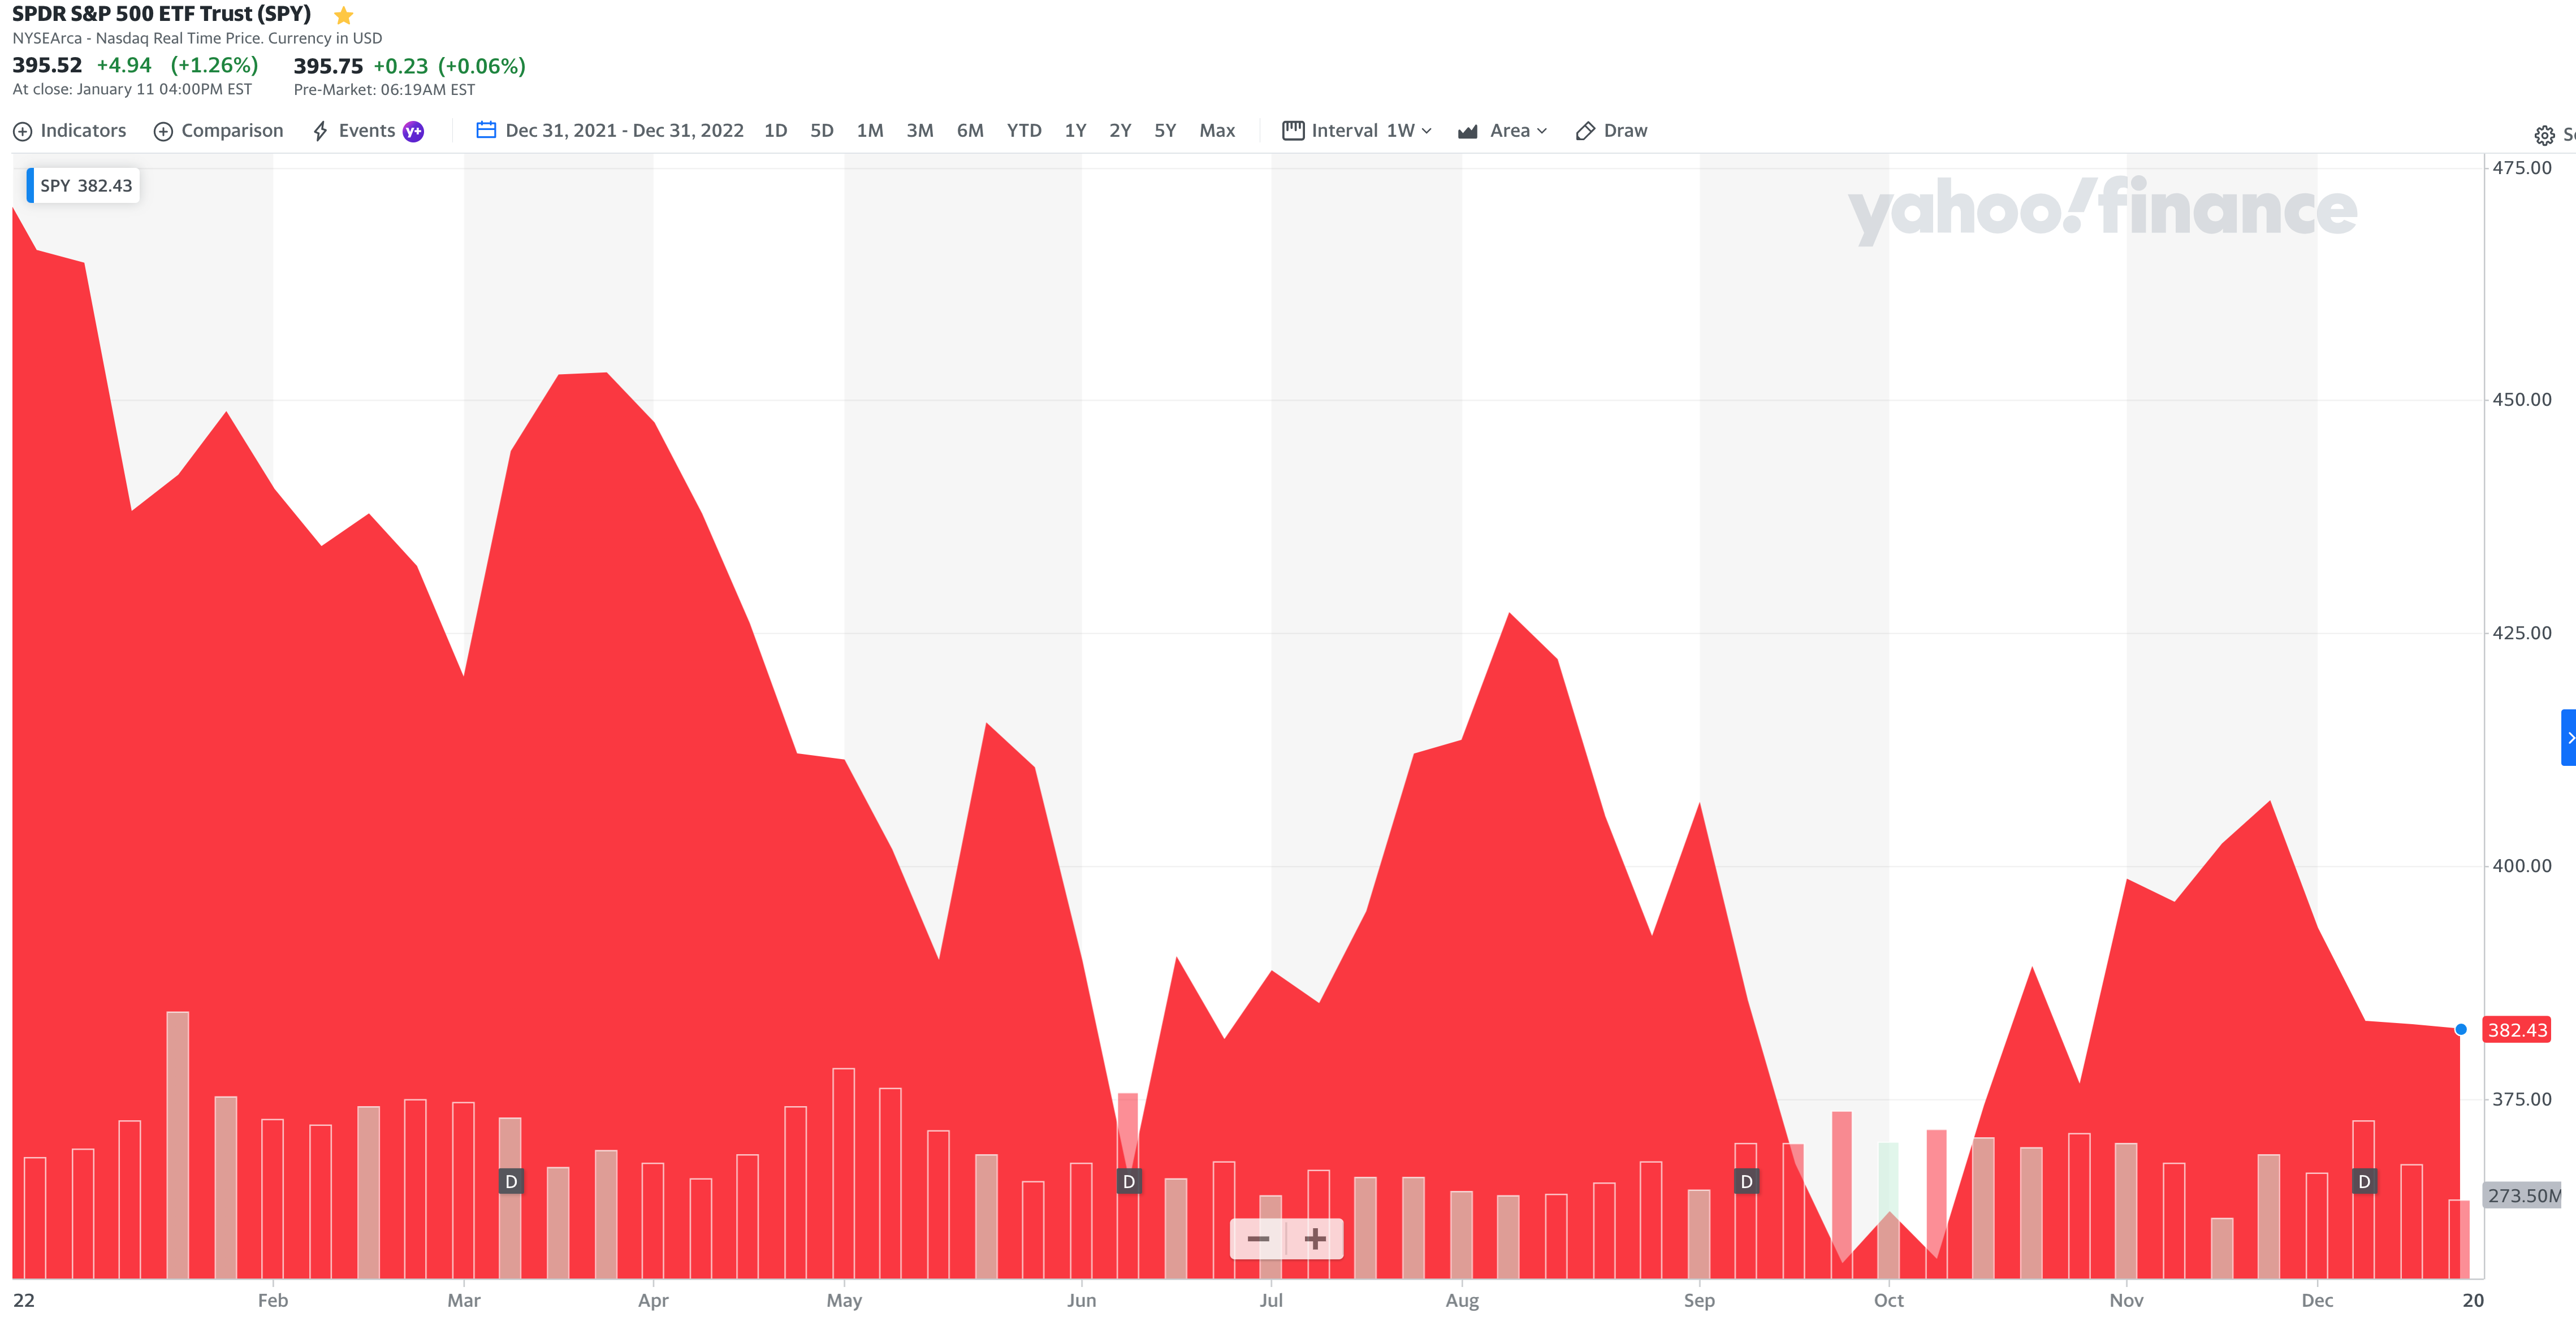 SPDR S&P 500 ETF Trust (SPY)
NYSEArca - Nasdaq Real Time Price. Currency in USD
395.52 +4.94 (+1.26%) 395.75 +0.23 (+0.06%)
At close: January 11 04:00PM EST Pre-Market: 06:19AM EST
Indicators Comparison Events y+ Dec 31, 2021 - Dec 31, 2022 1D 5D 1M 3M 6M YTD 1Y 2Y 5Y Max Interval 1W Area Draw
SPY 382.43
yahoo!finance
475.00
450.00
425.00
400.00
382.43
375.00
D D D D
273.50M
22 Feb Mar Apr May Jun Jul Aug Sep Oct Nov Dec 20